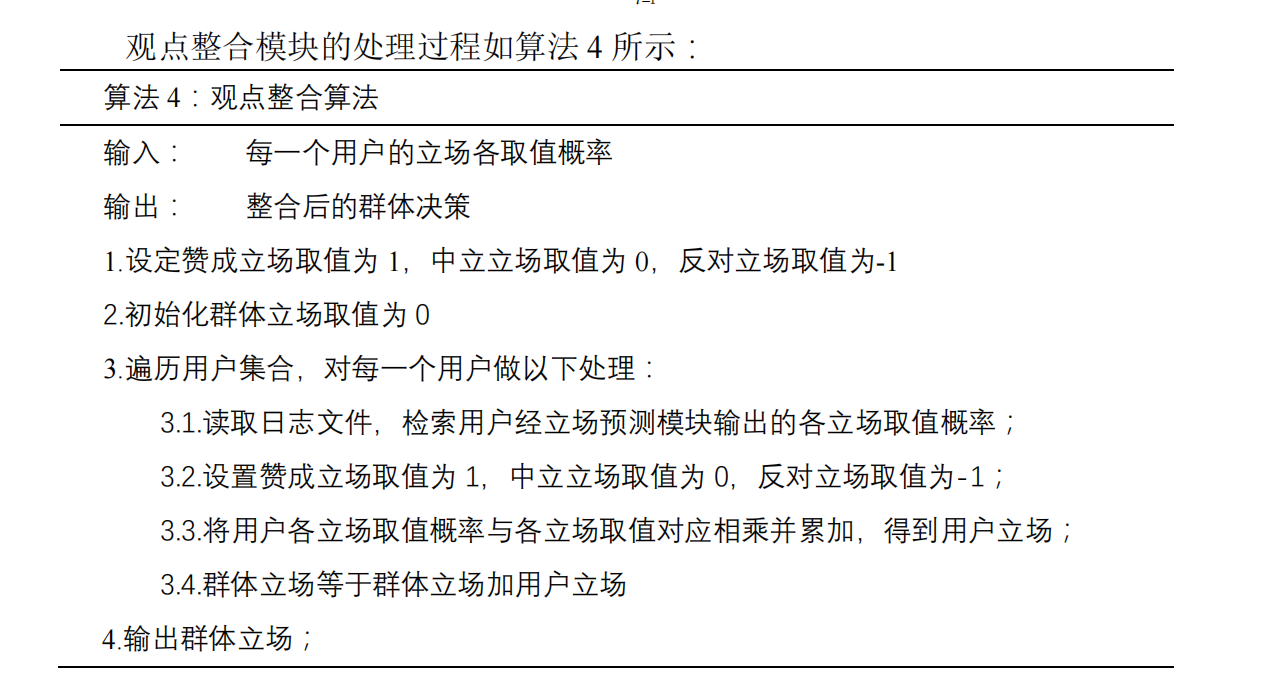 观点整合模块的处理过程如算法 4 所示：
算法 4：观点整合算法
输入： 每一个用户的立场各取值概率
输出： 整合后的群体决策
1.设定赞成立场取值为 1，中立立场取值为 0，反对立场取值为-1
2.初始化群体立场取值为 0
3.遍历用户集合，对每一个用户做以下处理：
3.1.读取日志文件，检索用户经立场预测模块输出的各立场取值概率；
3.2.设置赞成立场取值为 1，中立立场取值为 0，反对立场取值为-1；
3.3.将用户各立场取值概率与各立场取值对应相乘并累加，得到用户立场；
3.4.群体立场等于群体立场加用户立场
4.输出群体立场；